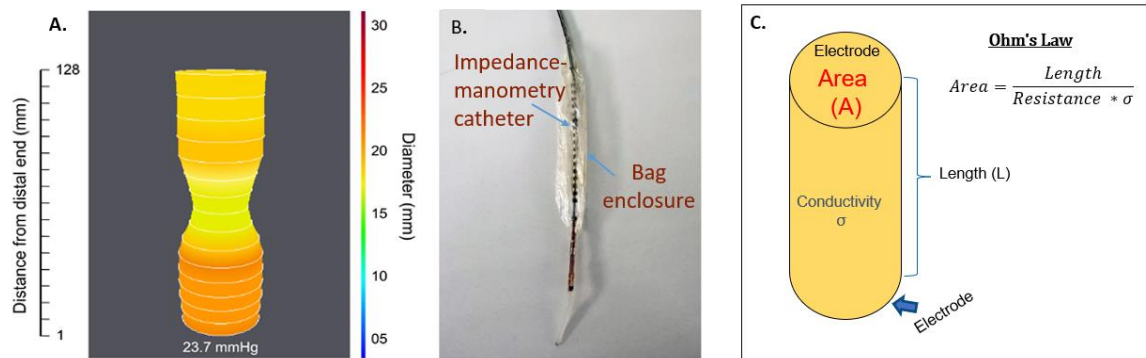 A.
128
Distance from distal end (mm)
1
23.7 mmHg
30
25
20
15
10
05
Diameter (mm)
B.
Impedance-
manometry
catheter
Bag
enclosure
C.
Electrode
Area
(A)
Conductivity
σ
Length (L)
Electrode
Ohm's Law
Area = Length / Resistance * σ